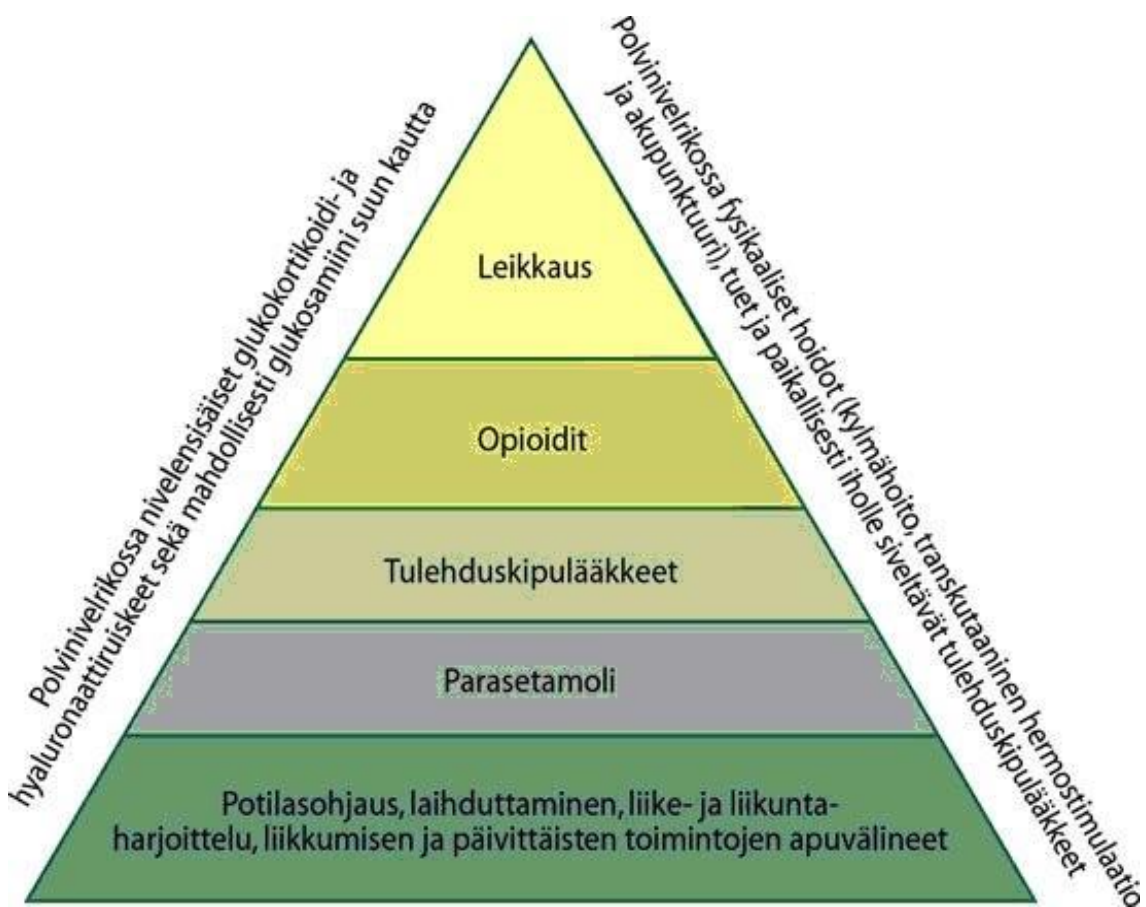 Polvinivelrikossa nivelensisäiset glukokortikoidi- ja
hyaluronaattiruiskeet sekä mahdollisesti glukosamiini suun kautta
Polvinivelrikossa fysikaaliset hoidot (kylmähoito, transkutaaninen hermostimulaatio
ja akupunktuuri), tuet ja paikallisesti iholle siveltävät tulehduskipulääkkeet
Leikkaus
Opioidit
Tulehduskipulääkkeet
Parasetamoli
Potilasohjaus, laihduttaminen, liike- ja liikunta-
harjoittelu, liikkumisen ja päivittäisten toimintojen apuvälineet